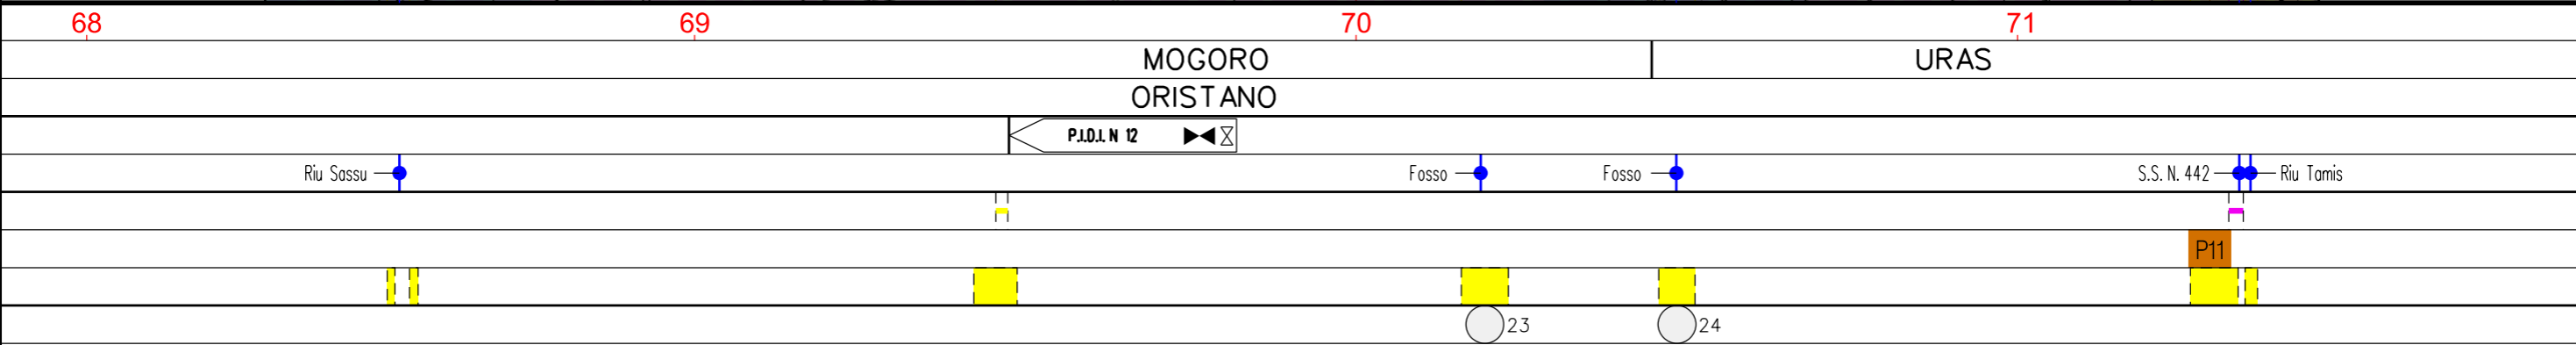 68 69 70 71
MOGORO URAS
ORISTANO
P.I.D.I. N 12
Riu Sassu Fosso Fosso S.S. N. 442 Riu Tamis
P11
23 24